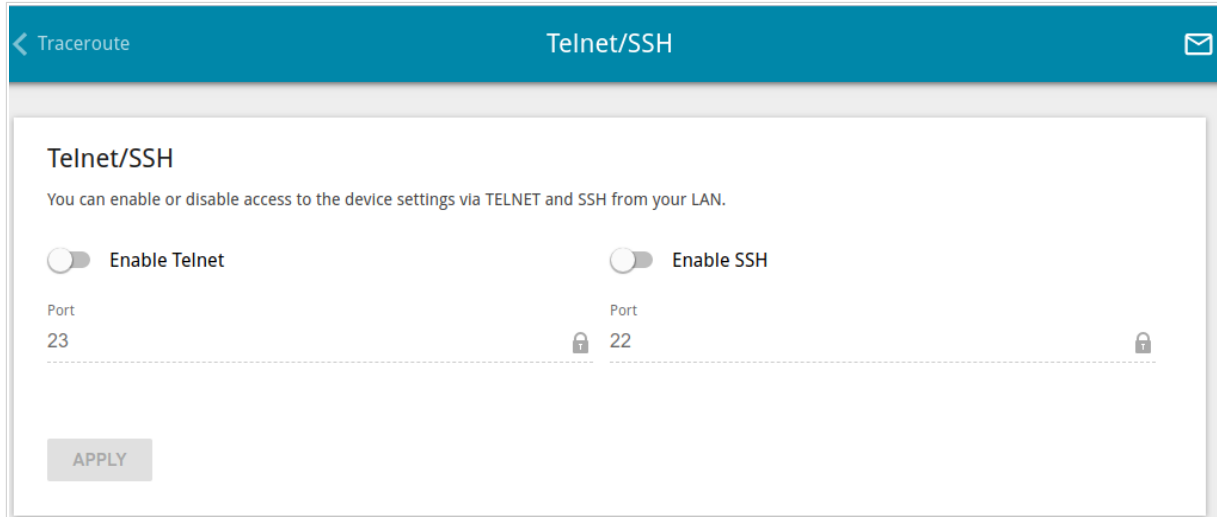 Traceroute
Telnet/SSH
Telnet/SSH
You can enable or disable access to the device settings via TELNET and SSH from your LAN.
Enable Telnet
Enable SSH
Port
Port
23
22
APPLY